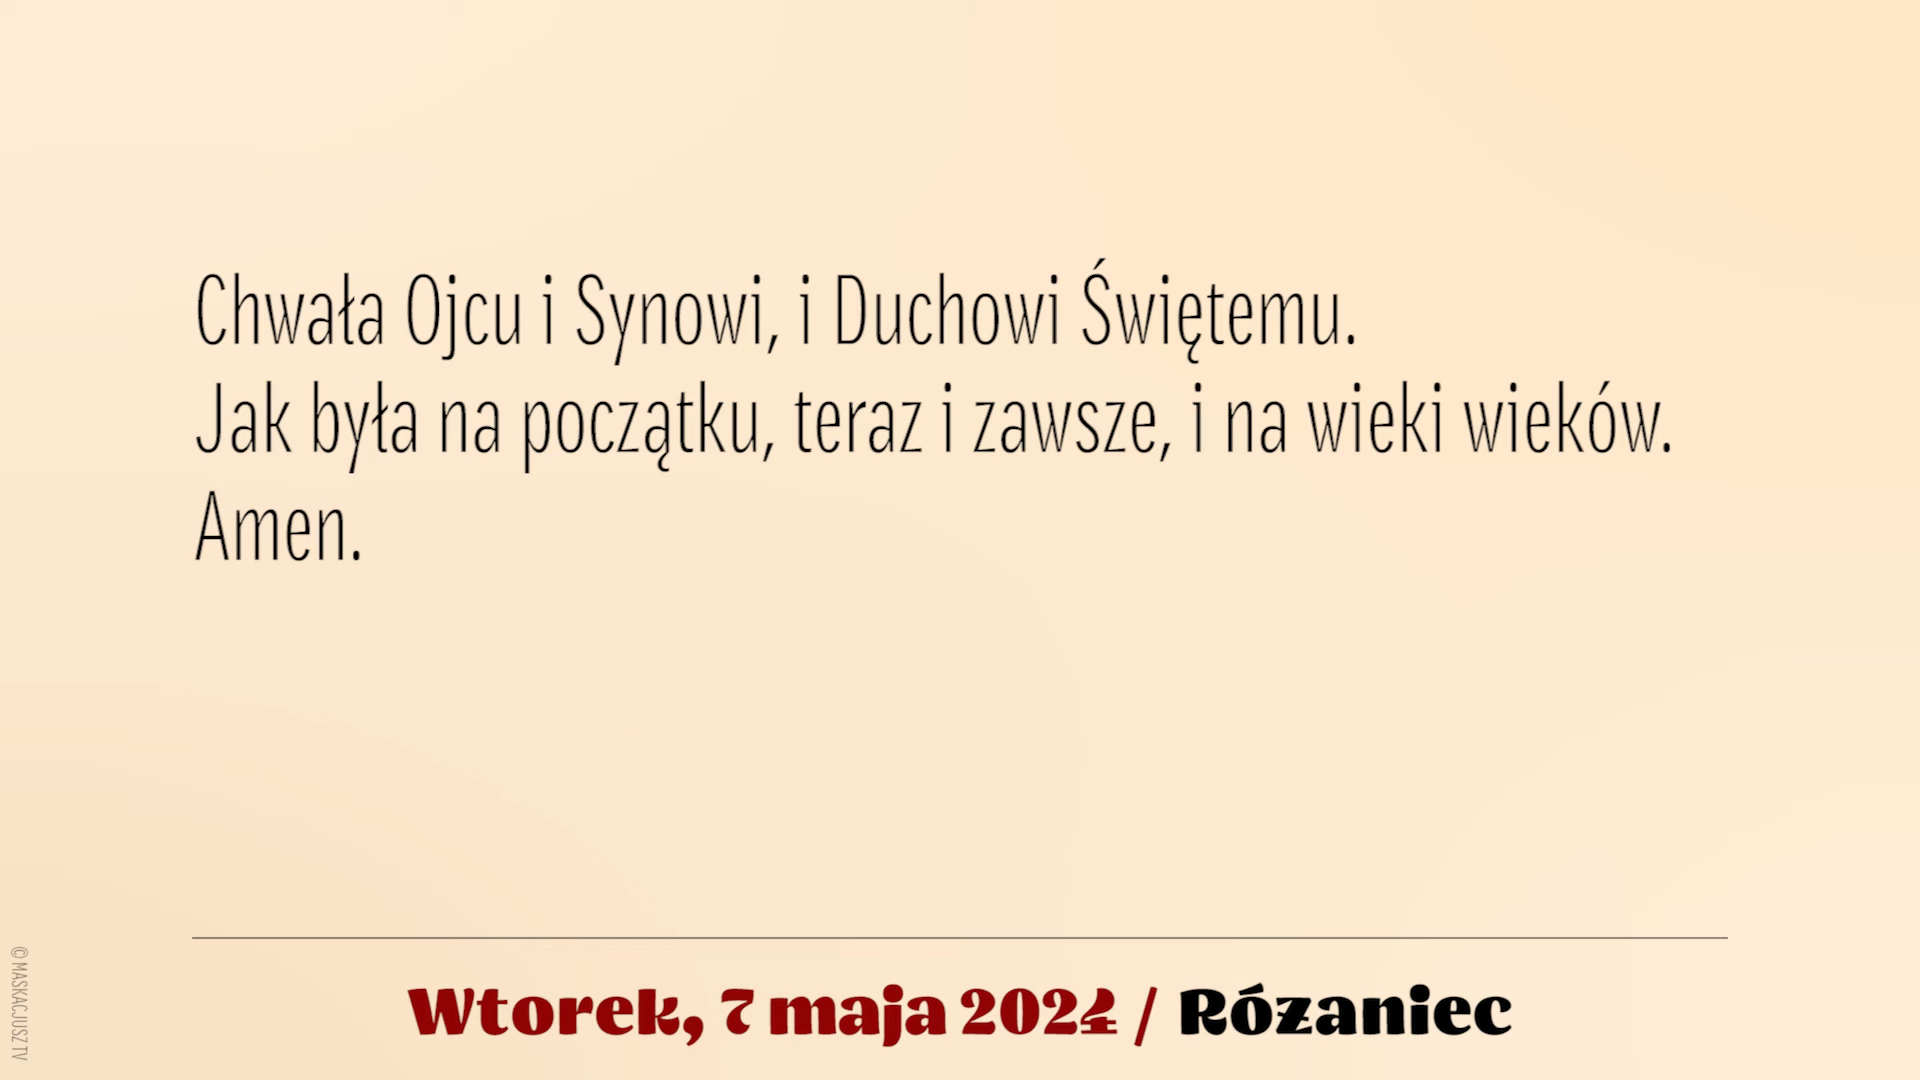 Chwała Ojcu i Synowi, i Duchowi Świętemu.
Jak była na początku, teraz i zawsze, i na wieki wieków.
Amen.
Wtorek, 7 maja 2024 / Różaniec
© MASKACJUSZ TV